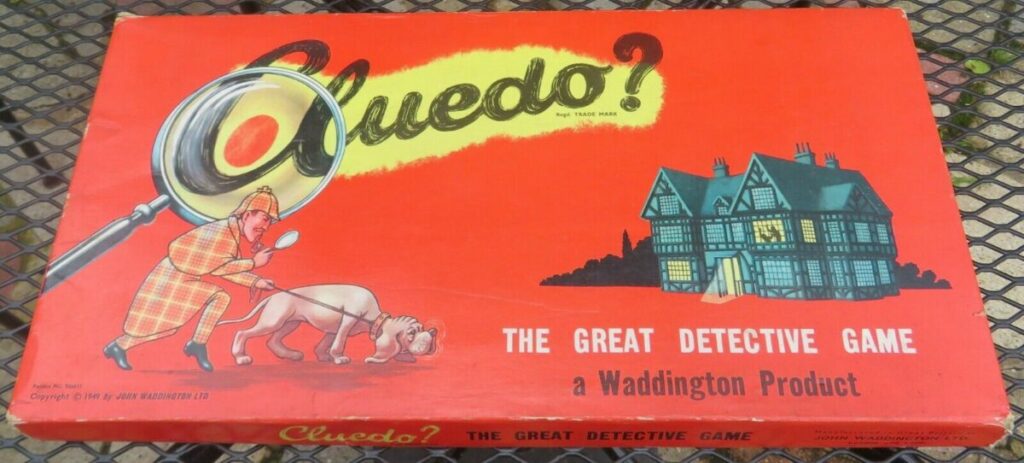 Cluedo?
Regd. TRADE MARK
THE GREAT DETECTIVE GAME
a Waddington Product
Copyright © 1949 by JOHN WADDINGTON LTD
Cluedo? THE GREAT DETECTIVE GAME
JOHN WADDINGTON LTD.